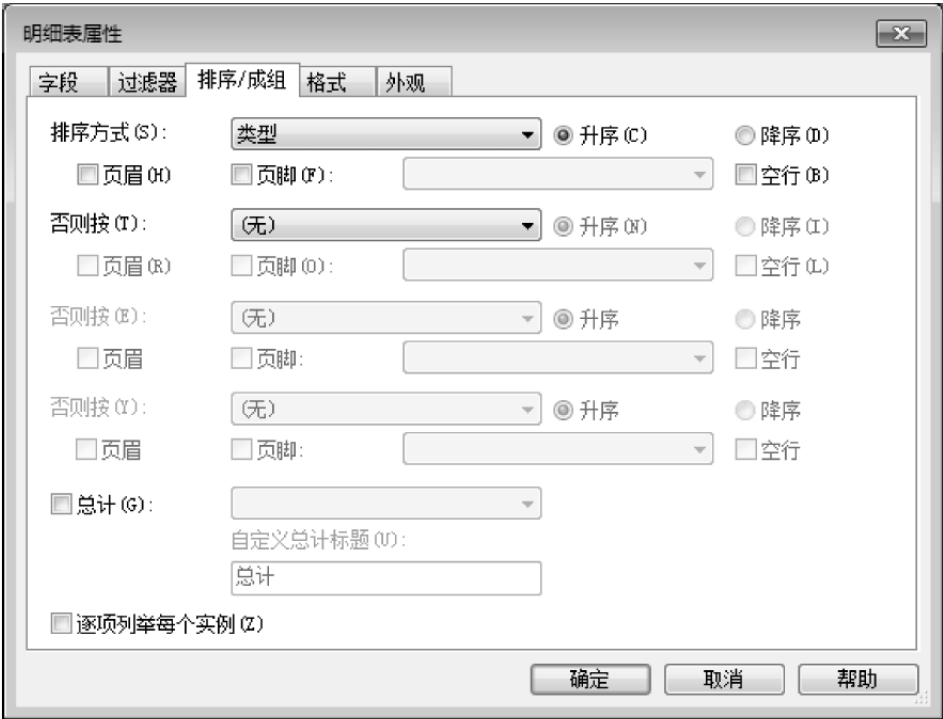 明细表属性
字段 过滤器 排序/成组 格式 外观
排序方式(S): 类型 升序(C) 降序(D)
页眉(H) 页脚(F): 空行(B)
否则按(T): (无) 升序(N) 降序(I)
页眉(R) 页脚(O): 空行(L)
否则按(E): (无) 升序 降序
页眉 页脚: 空行
否则按(Y): (无) 升序 降序
页眉 页脚: 空行
总计(G):
自定义总计标题(U):
总计
逐项列举每个实例(Z)
确定 取消 帮助